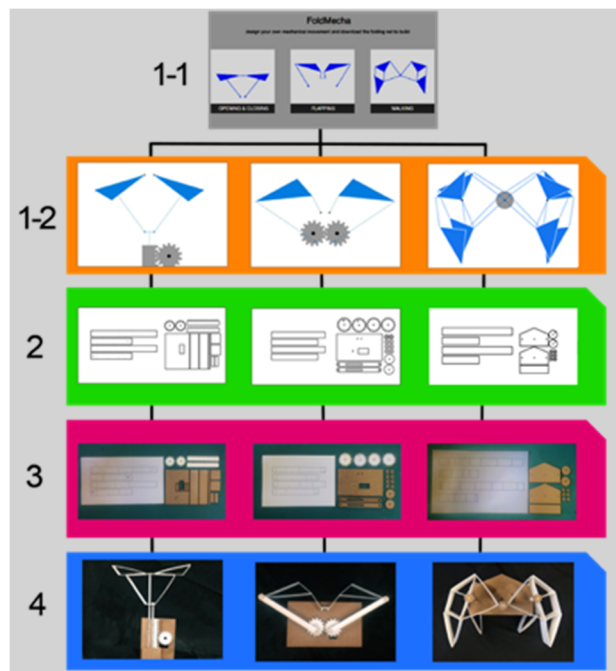 FoldMecha
design your own mechanical movement and download the folding net to build
1-1
OPENING & CLOSING FLAPPING WALKING
1-2
2
3
4